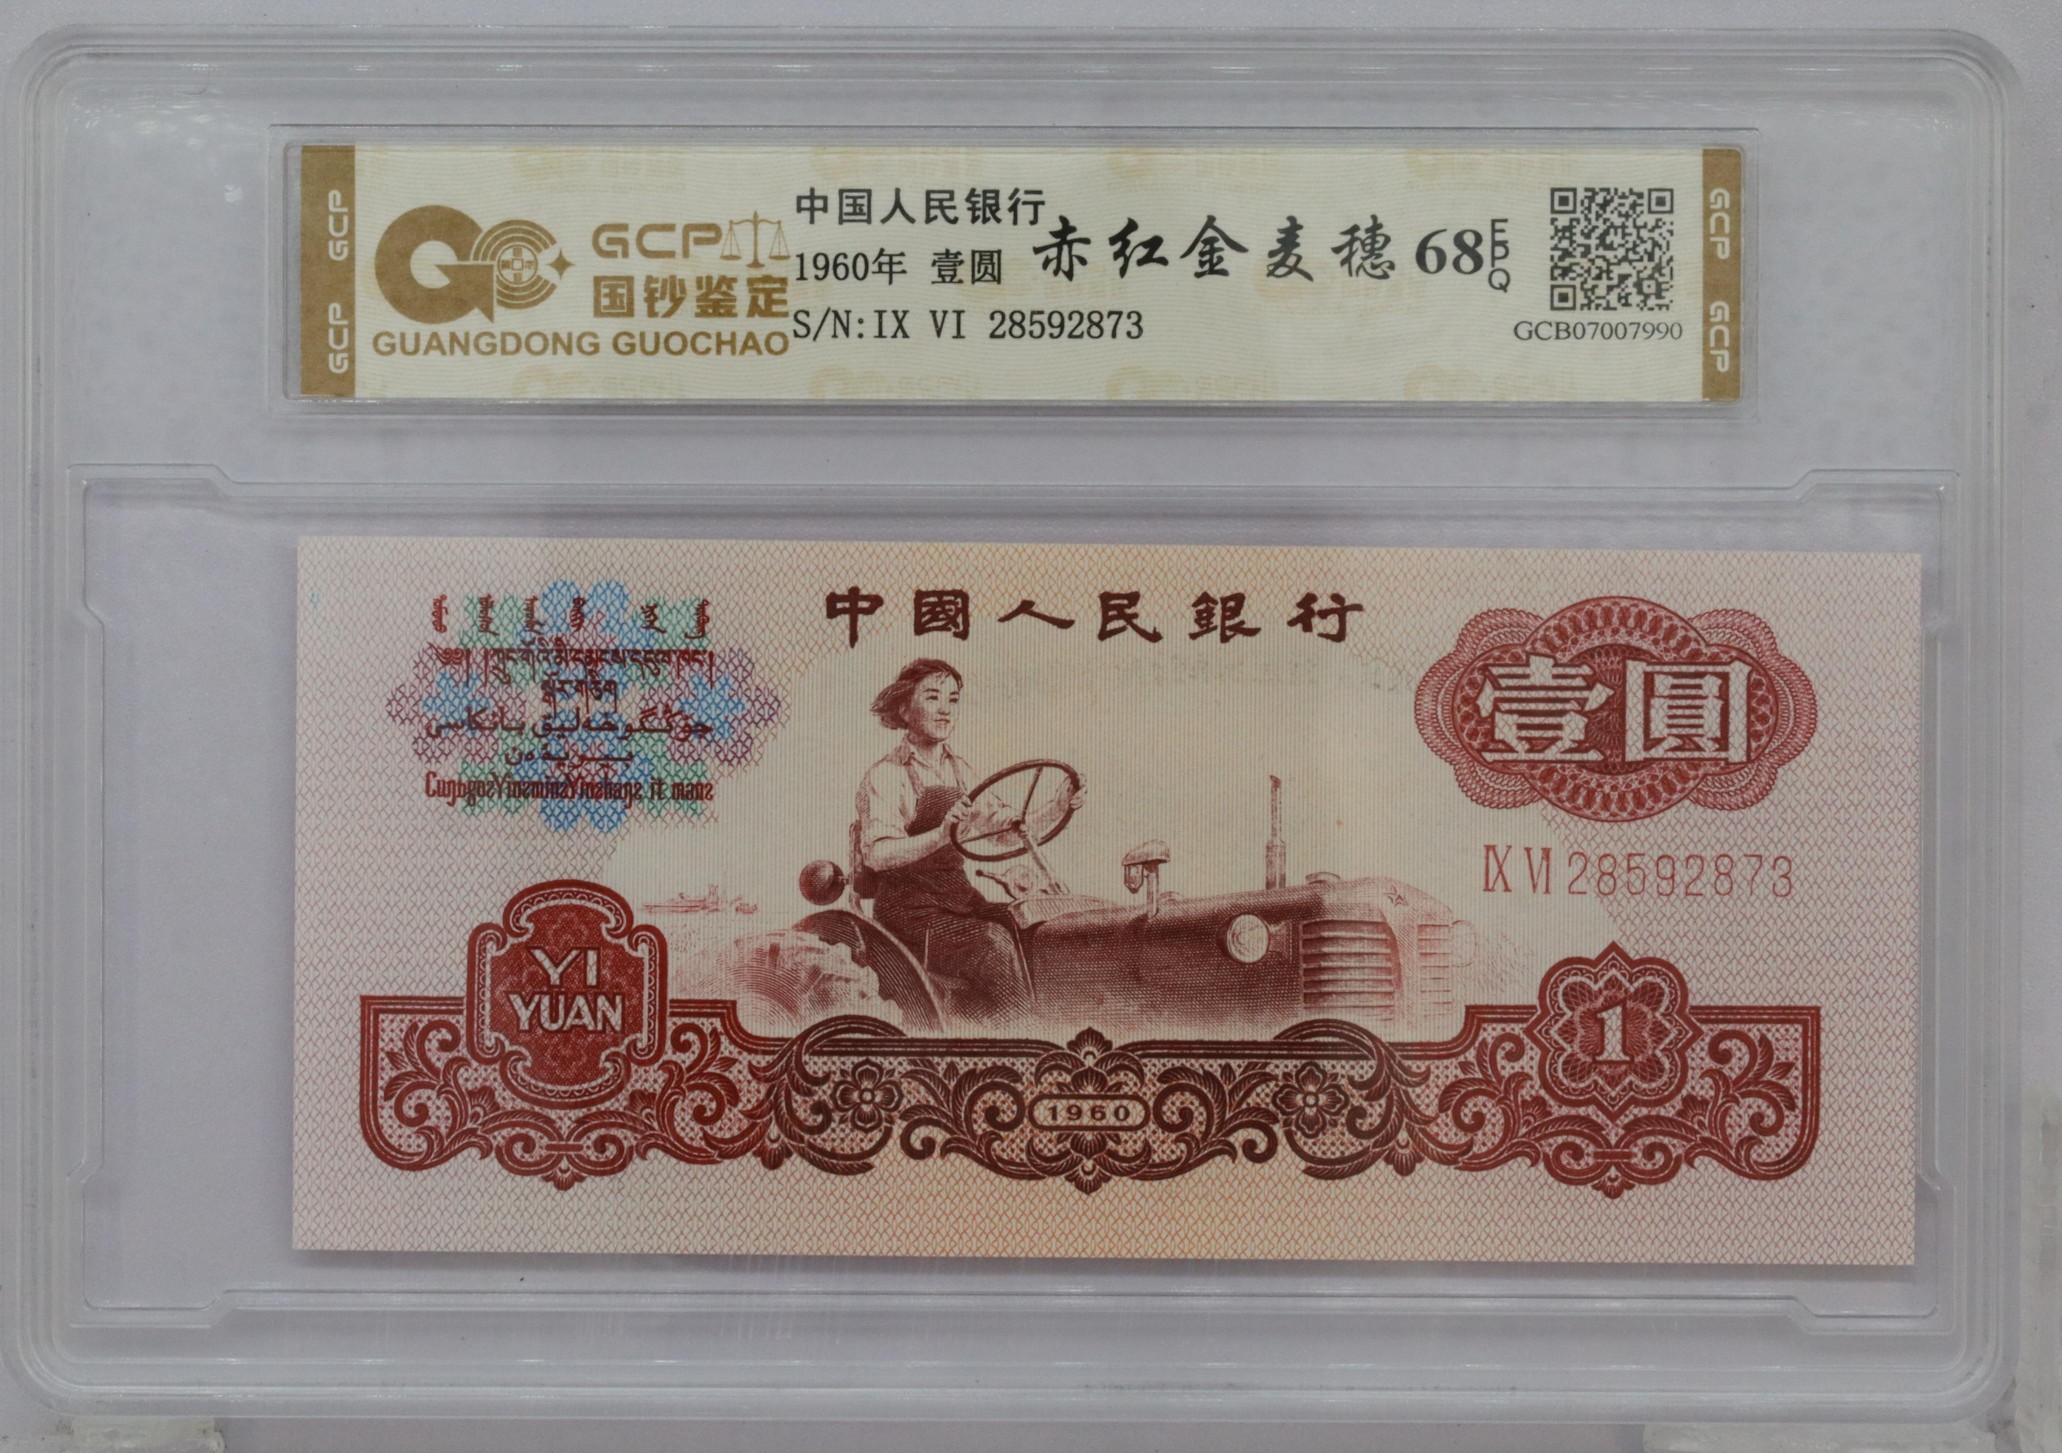 GCP GCP
GCP
国钞鉴定
GUANGDONG GUOCHAO
中国人民银行
1960年 壹圆
S/N:IX VI 28592873
赤红金麦穗 68 EPQ
GCB07007990
GCP GCP
中國人民銀行
壹圓
IX VI 28592873
YI
YUAN
1960
1